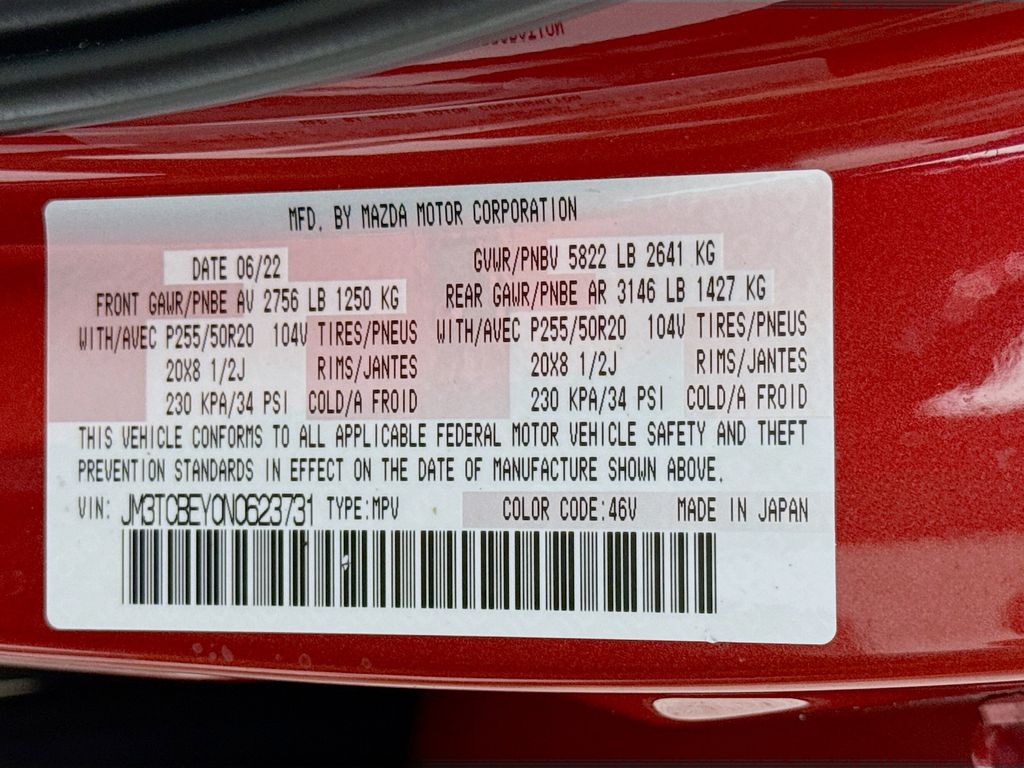 MFD. BY MAZDA MOTOR CORPORATION
DATE 06/22 GVWR/PNBV 5822 LB 2641 KG
FRONT GAWR/PNBE AV 2756 LB 1250 KG REAR GAWR/PNBE AR 3146 LB 1427 KG
WITH/AVEC P255/50R20 104V TIRES/PNEUS WITH/AVEC P255/50R20 104V TIRES/PNEUS
20X8 1/2J RIMS/JANTES 20X8 1/2J RIMS/JANTES
230 KPA/34 PSI COLD/A FROID 230 KPA/34 PSI COLD/A FROID
THIS VEHICLE CONFORMS TO ALL APPLICABLE FEDERAL MOTOR VEHICLE SAFETY AND THEFT
PREVENTION STANDARDS IN EFFECT ON THE DATE OF MANUFACTURE SHOWN ABOVE.
VIN: JM3TCBEY0N0623731 TYPE:MPV COLOR CODE:46V MADE IN JAPAN